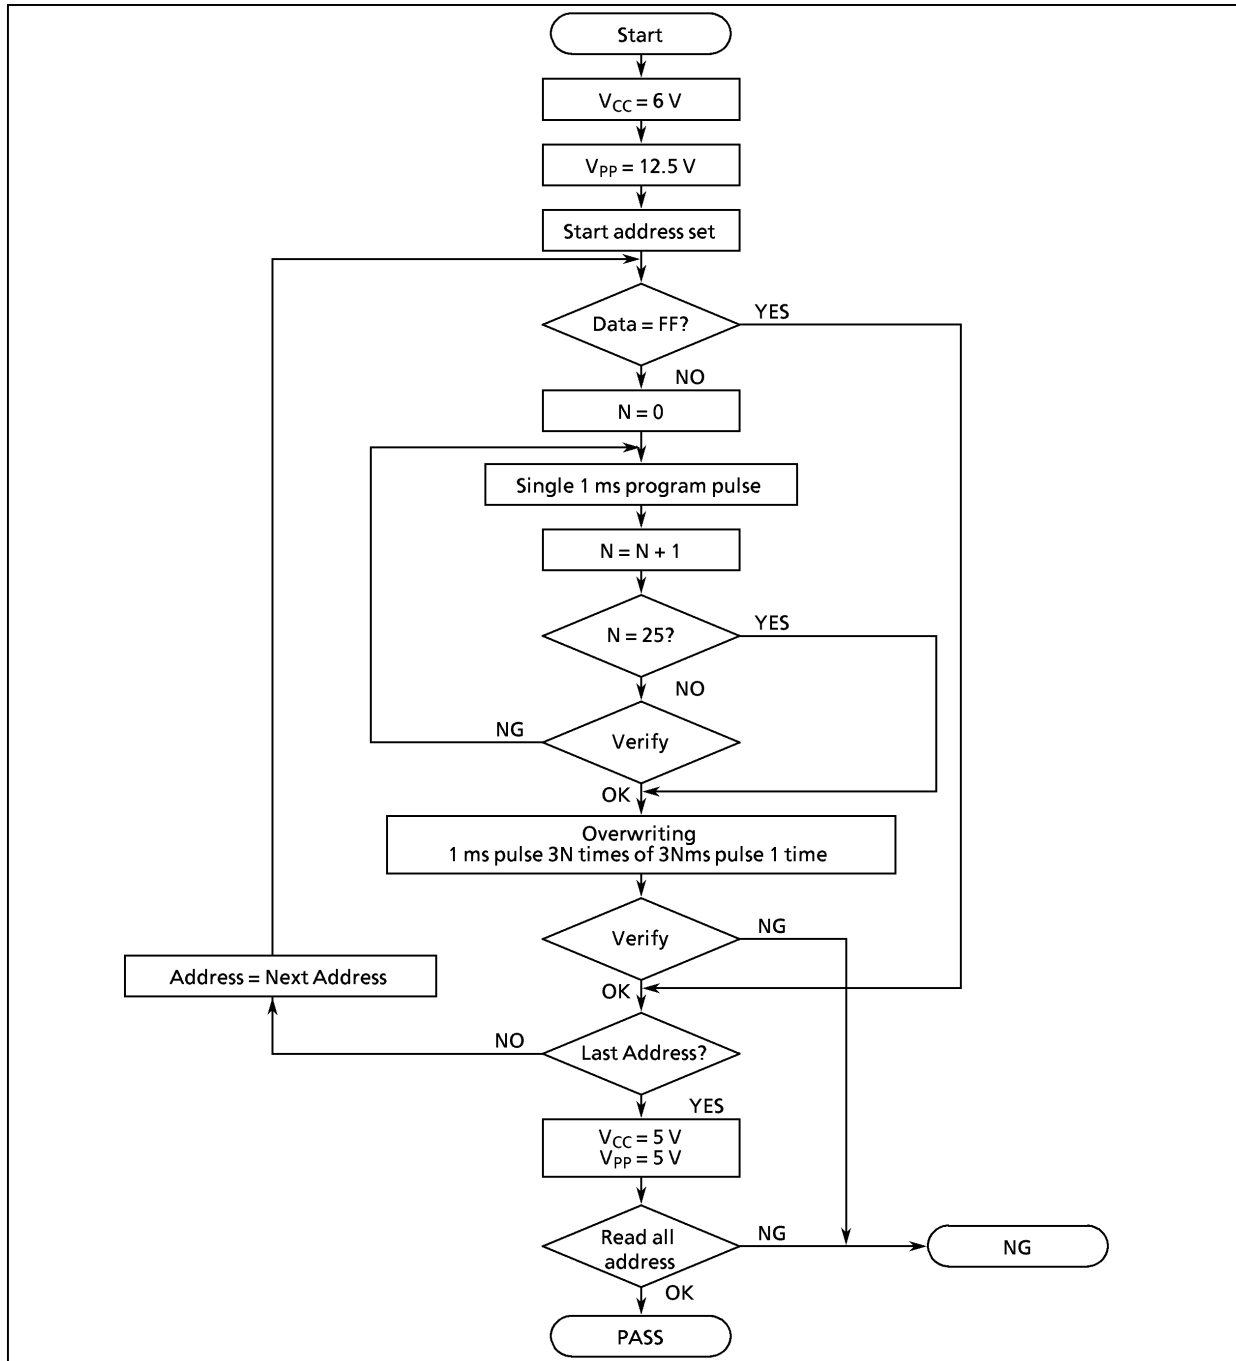 Start
VCC = 6 V
VPP = 12.5 V
Start address set
Data = FF?
YES
NO
N = 0
Single 1 ms program pulse
N = N + 1
N = 25?
YES
NO
NG
Verify
OK
Overwriting
1 ms pulse 3N times of 3Nms pulse 1 time
Verify
NG
Address = Next Address
OK
NO
Last Address?
YES
VCC = 5 V
VPP = 5 V
Read all
address
NG
NG
OK
PASS